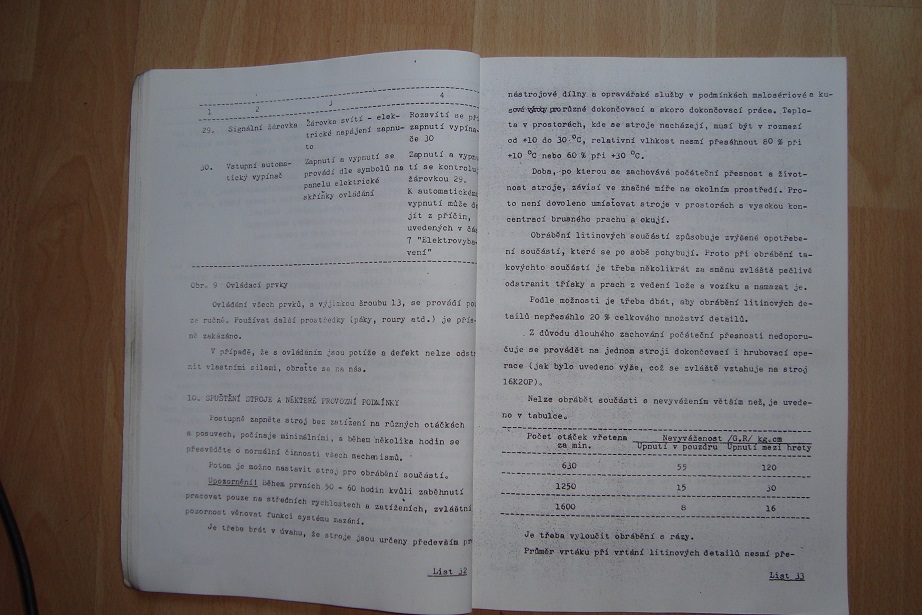 1 2 3 4
29. Signální žárovka Žárovka svítí - elek- Rozsvítí se při
trické napájení zapnu- zapnutí vypína-
to če 30
30. Vstupní automa- Zapnutí a vypnutí se Zapnutí a vypnu
tický vypínač provádí dle symbolů na tí se kontrolu
panelu elektrické žárovkou 29.
skříňky ovládání K automatickému
vypnutí může
jít z příčin,
uvedených v čás
7 "Elektrovyba-
vení"
Obr. 9 Ovládací prvky
Ovládání všech prvků, s výjimkou šroubu 13, se provádí pou
ze ručně. Používat další prostředky (páky, roury atd.) je přís-
ně zakázáno.
V případě, že s ovládáním jsou potíže a defekt nelze odstr
nit vlastními silami, obraťte se na nás.
10. SPUŠTĚNÍ STROJE A NĚKTERÉ PROVOZNÍ PODMÍNKY
Postupně zapněte stroj bez zatížení na různých otáčkách
a posuvech, počínaje minimálními, a během několika hodin se
přesvědčte o normální činnosti všech mechanismů.
Potom je možno nastavit stroj pro obrábění součástí.
Upozornění! během prvních 50 - 60 hodin kvůli zaběhnutí
pracovat pouze na středních rychlostech a zatíženích, zvláštní
pozornost věnovat funkci systému mazání.
Je třeba brát v úvahu, že stroje jsou určeny především pr
List 32
nástrojové dílny a opravářské služby v podmínkách malosériové a ku-
sové výroby pro různé dokončovací a skoro dokončovací práce. Teplo-
ta v prostorách, kde se stroje nacházejí, musí být v rozmezí
od +10 do 30 °C, relativní vlhkost nesmí přesáhnout 80 % při
+10 °C nebo 60 % při +30 °C.
Doba, po kterou se zachovává počáteční přesnost a život-
nost stroje, závisí ve značné míře na okolním prostředí. Pro-
to není dovoleno umísťovat stroje v prostorách s vysokou kon-
centrací brusného prachu a okují.
Obrábění litinových součástí způsobuje zvýšené opotřebe-
ní součástí, které se po sobě pohybují. Proto při obrábění ta-
kovýchto součástí je třeba několikrát za směnu zvláště pečlivě
odstranit třísky a prach z vedení lože a vozíku a namazat je.
Podle možnosti je třeba dbát, aby obrábění litinových de-
tailů nepřesáhlo 20 % celkového množství detailů.
Z důvodu dlouhého zachování počáteční přesnosti nedoporu-
čuje se provádět na jednom stroji dokončovací i hrubovací ope-
race (jak bylo uvedeno výše, což se zvláště vztahuje na stroj
16K20P).
Nelze obrábět součásti s nevyvážením větším než, je uvede-
no v tabulce.
Počet otáček vřetena Nevyváženost /G.R/ kg.cm
za min. Upnutí v pouzdru Upnutí mezi hroty
630 55 120
1250 15 30
1600 8 16
Je třeba vyloučit obrábění s rázy.
Průměr vrtáku při vrtání litinových detailů nesmí pře-
List 33